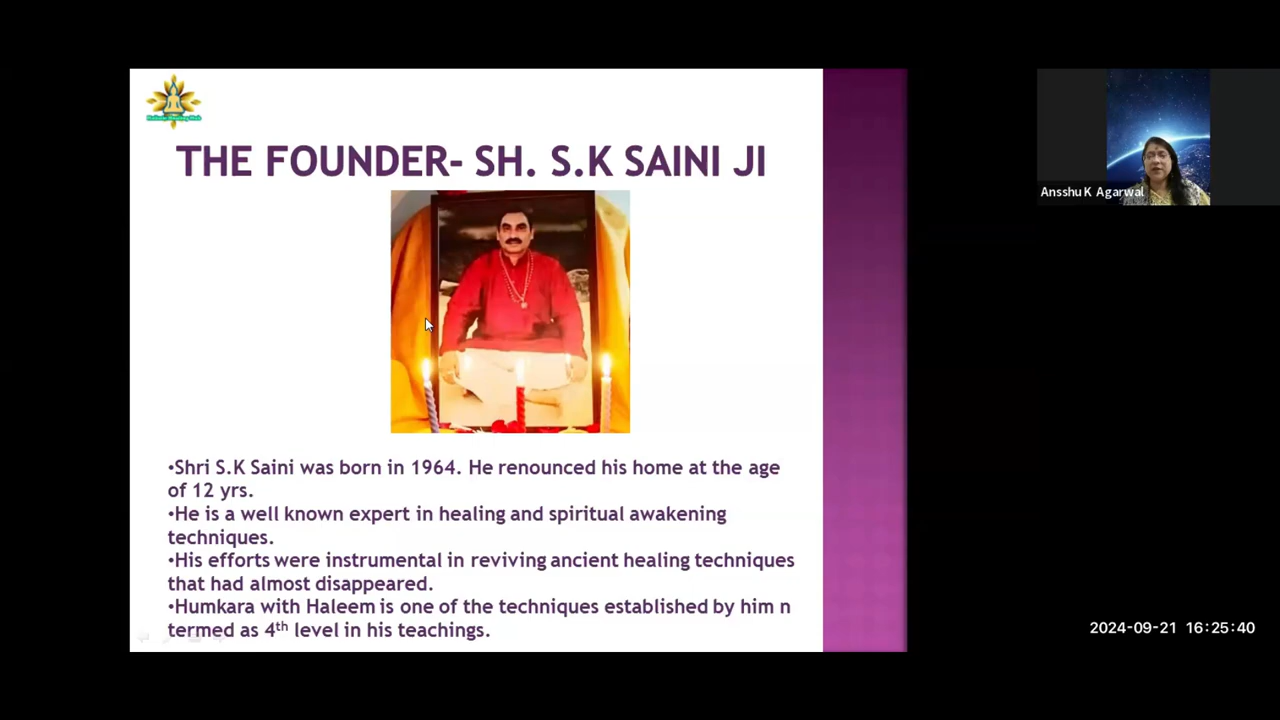 THE FOUNDER- SH. S.K SAINI JI
Ansshu K Agarwal
•Shri S.K Saini was born in 1964. He renounced his home at the age
of 12 yrs.
•He is a well known expert in healing and spiritual awakening
techniques.
•His efforts were instrumental in reviving ancient healing techniques
that had almost disappeared.
•Humkara with Haleem is one of the techniques established by him n
termed as 4th level in his teachings.
2024-09-21 16:25:40